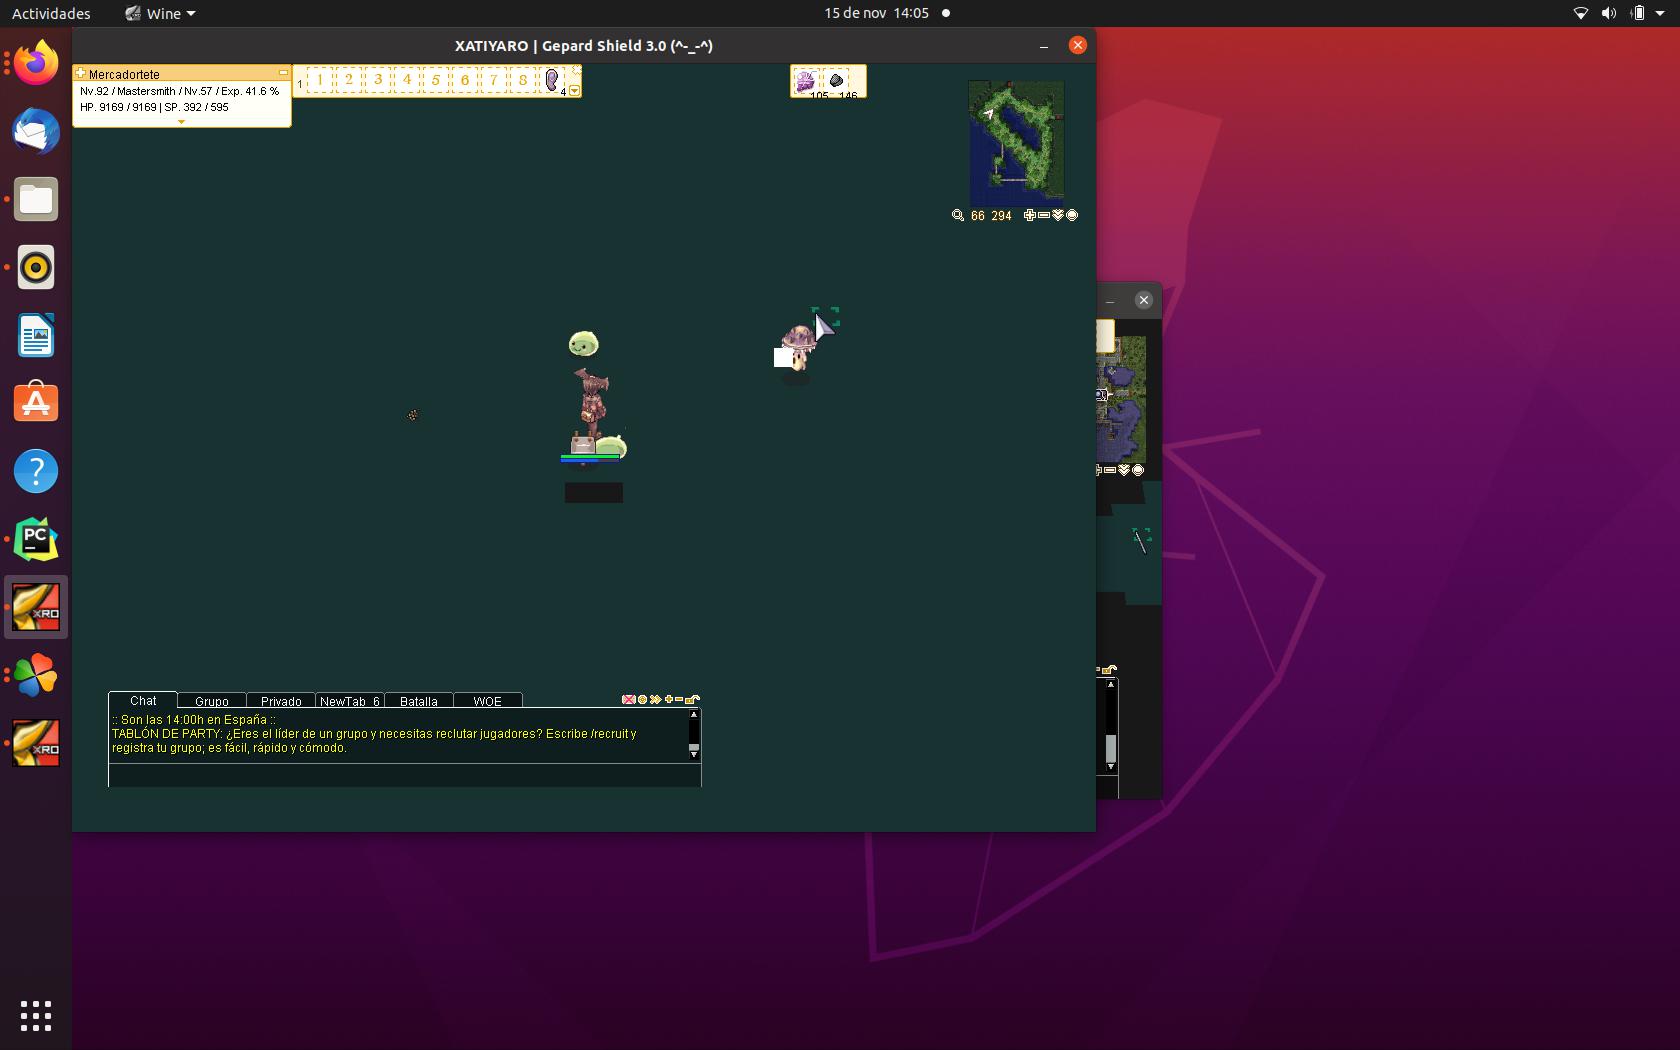 Actividades
Wine
15 de nov 14:05
XATIYARO | Gepard Shield 3.0 (^-_-^)
Mercadortete
Nv.92 / Mastersmith / Nv.57 / Exp. 41.6 %
HP. 9169 / 9169 | SP. 392 / 595
1 1 2 3 4 5 6 7 8 4
105 146
66 294
PC
XRO
XRO
Chat Grupo Privado NewTab 6 Batalla WOE
:: Son las 14:00h en España ::
TABLÓN DE PARTY: ¿Eres el líder de un grupo y necesitas reclutar jugadores? Escribe /recruit y
registra tu grupo; es fácil, rápido y cómodo.